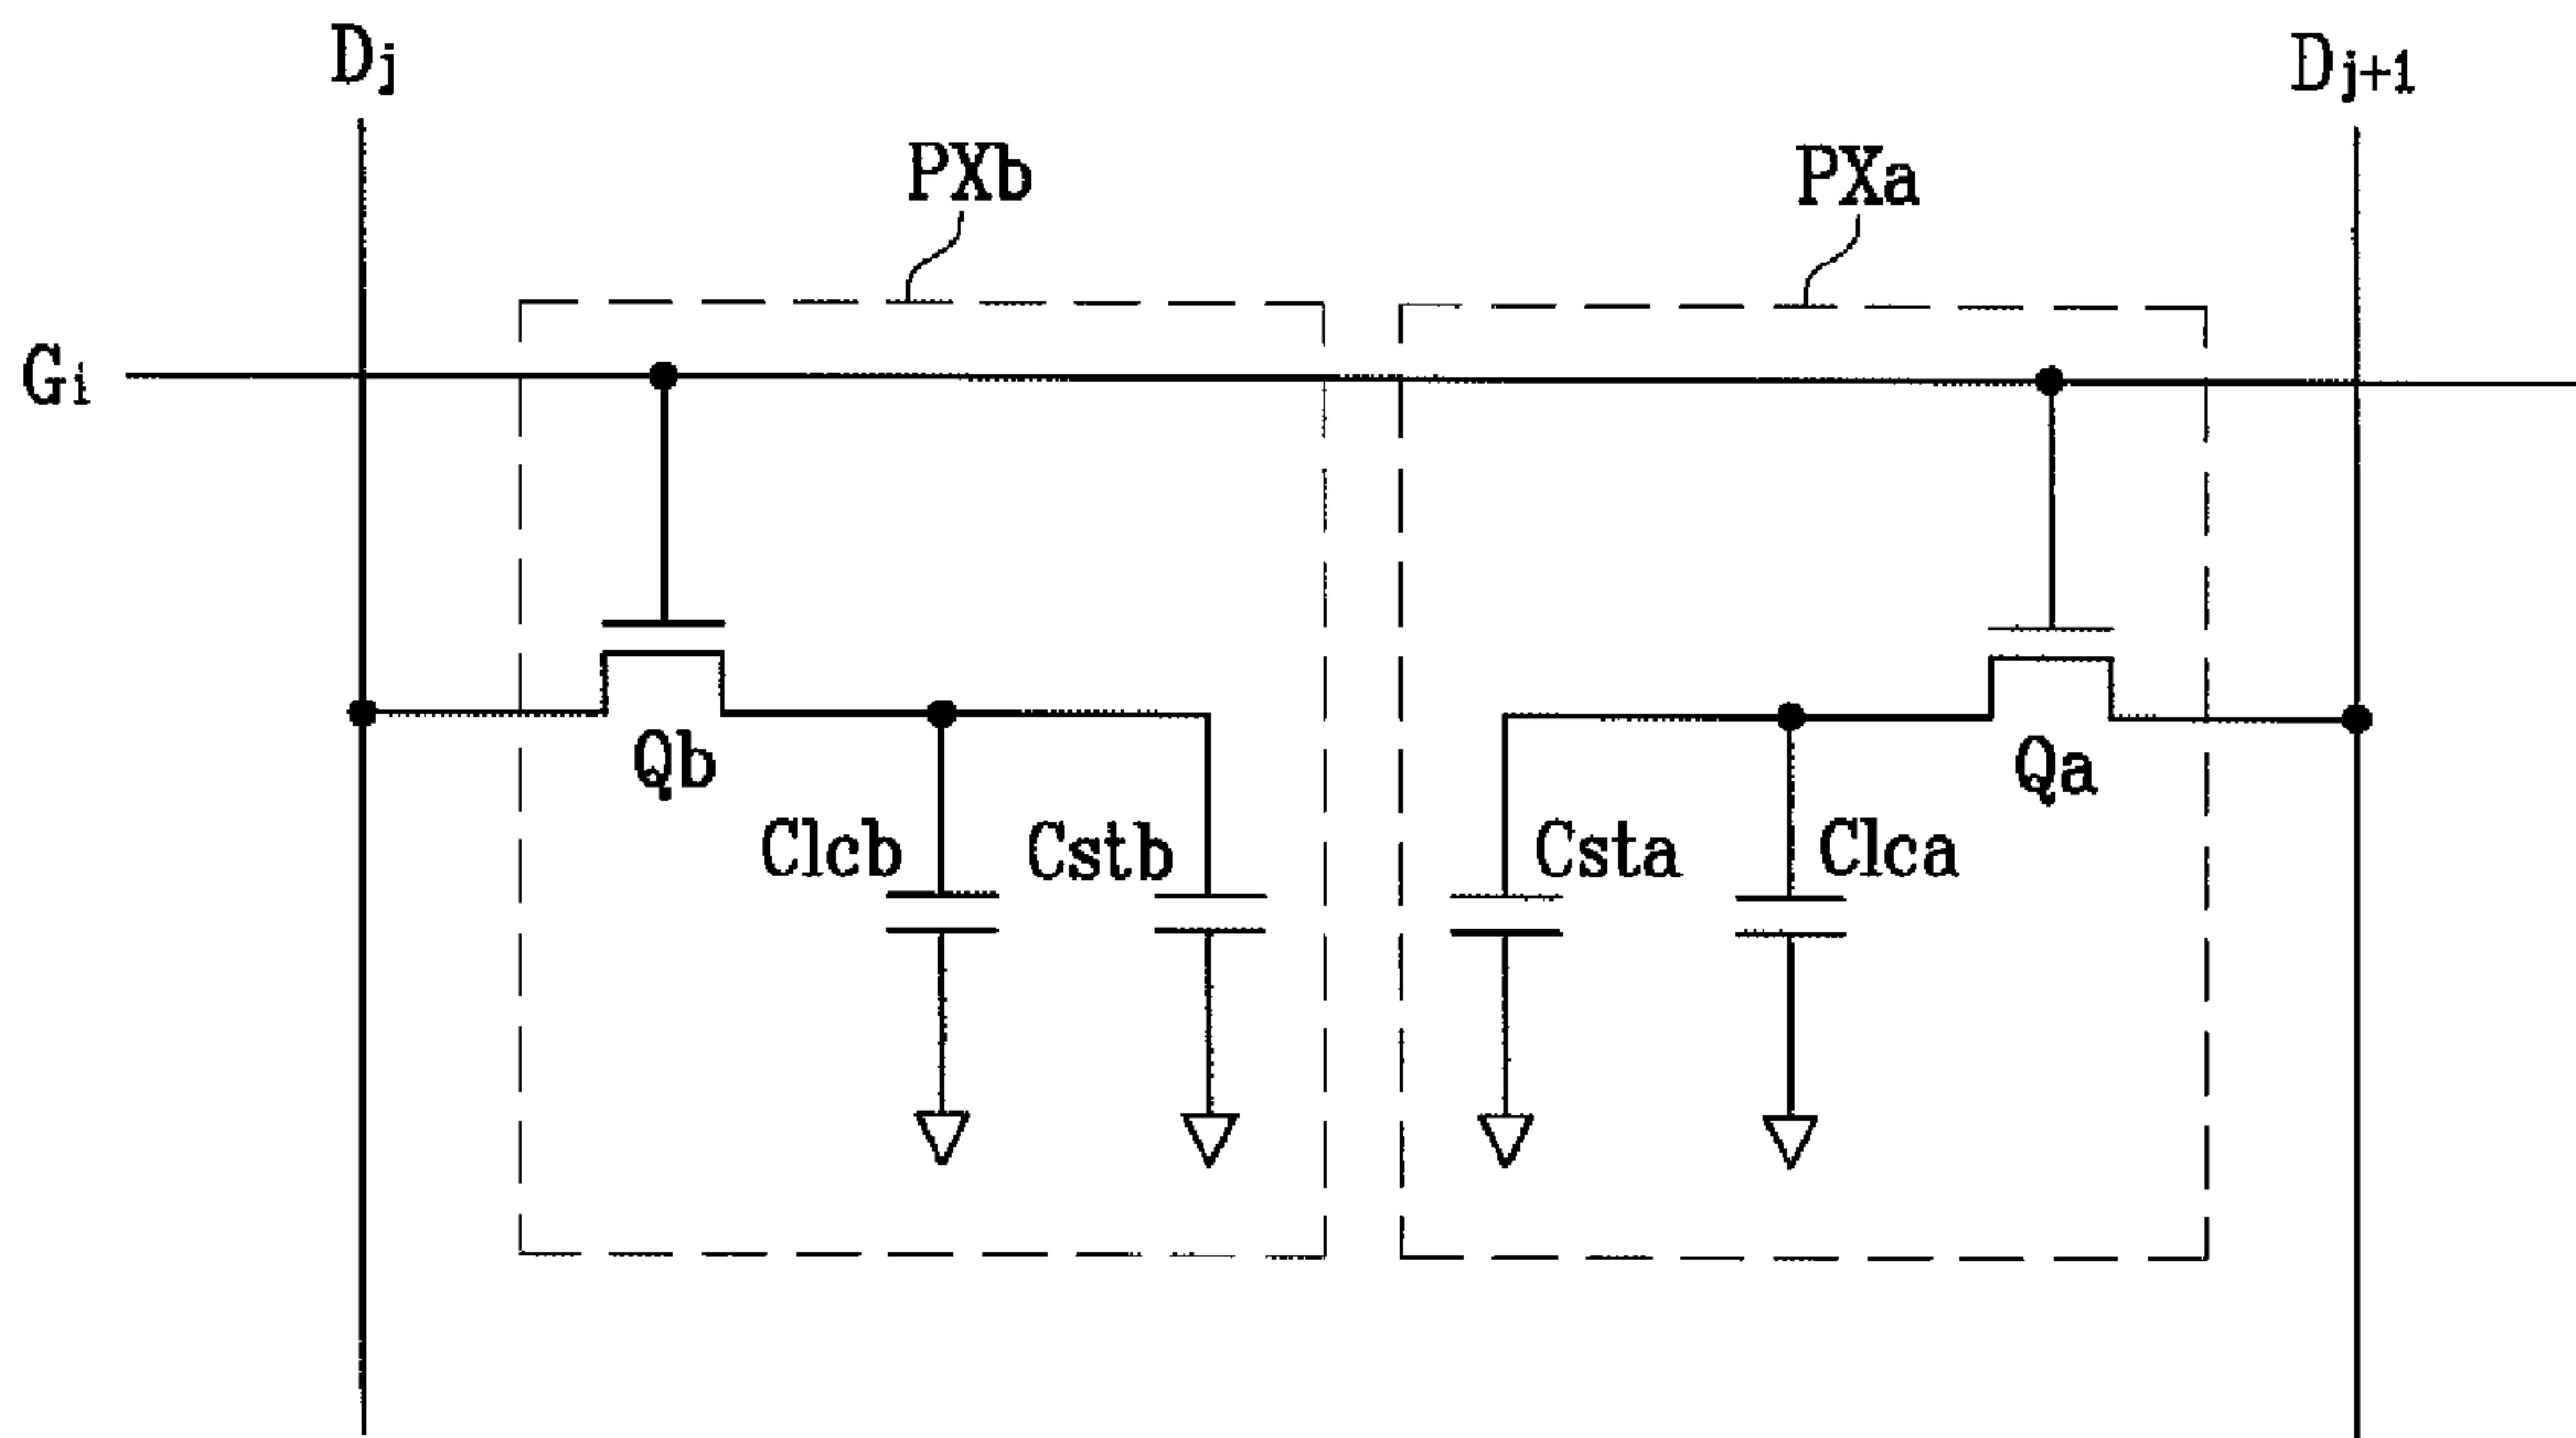 Dj
Dj+1
PXb
PXa
Gi
Qb
Qa
Clcb
Cstb
Csta
Clca